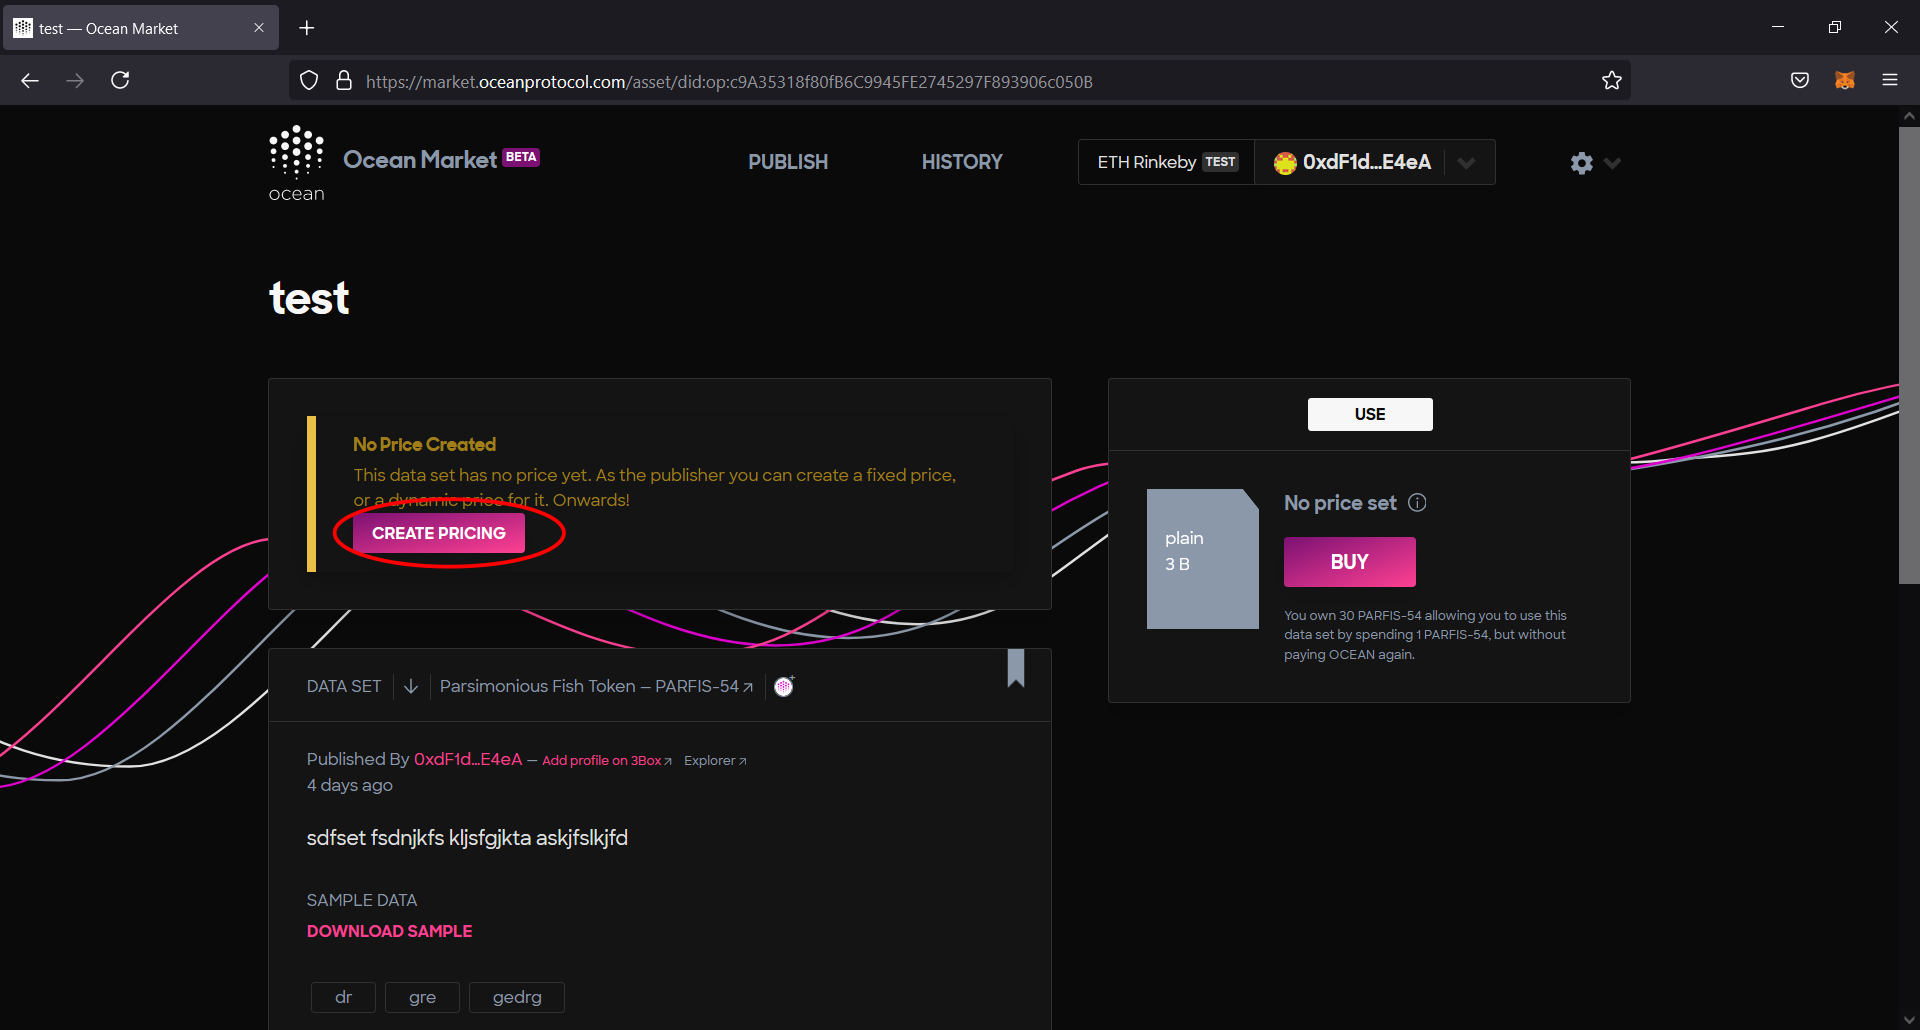 test — Ocean Market
https://market.oceanprotocol.com/asset/did:op:c9A35318f80fB6C9945FE2745297F893906c050B
ocean
Ocean Market BETA
PUBLISH
HISTORY
ETH Rinkeby TEST
0xdF1d...E4eA
test
No Price Created
This data set has no price yet. As the publisher you can create a fixed price,
or a dynamic price for it. Onwards!
CREATE PRICING
USE
plain
3 B
No price set
BUY
You own 30 PARFIS-54 allowing you to use this
data set by spending 1 PARFIS-54, but without
paying OCEAN again.
DATA SET
Parsimonious Fish Token — PARFIS-54
Published By 0xdF1d...E4eA — Add profile on 3Box Explorer
4 days ago
sdfset fsdnjkfs kljsfgjkta askjfslkjfd
SAMPLE DATA
DOWNLOAD SAMPLE
dr
gre
gedrg